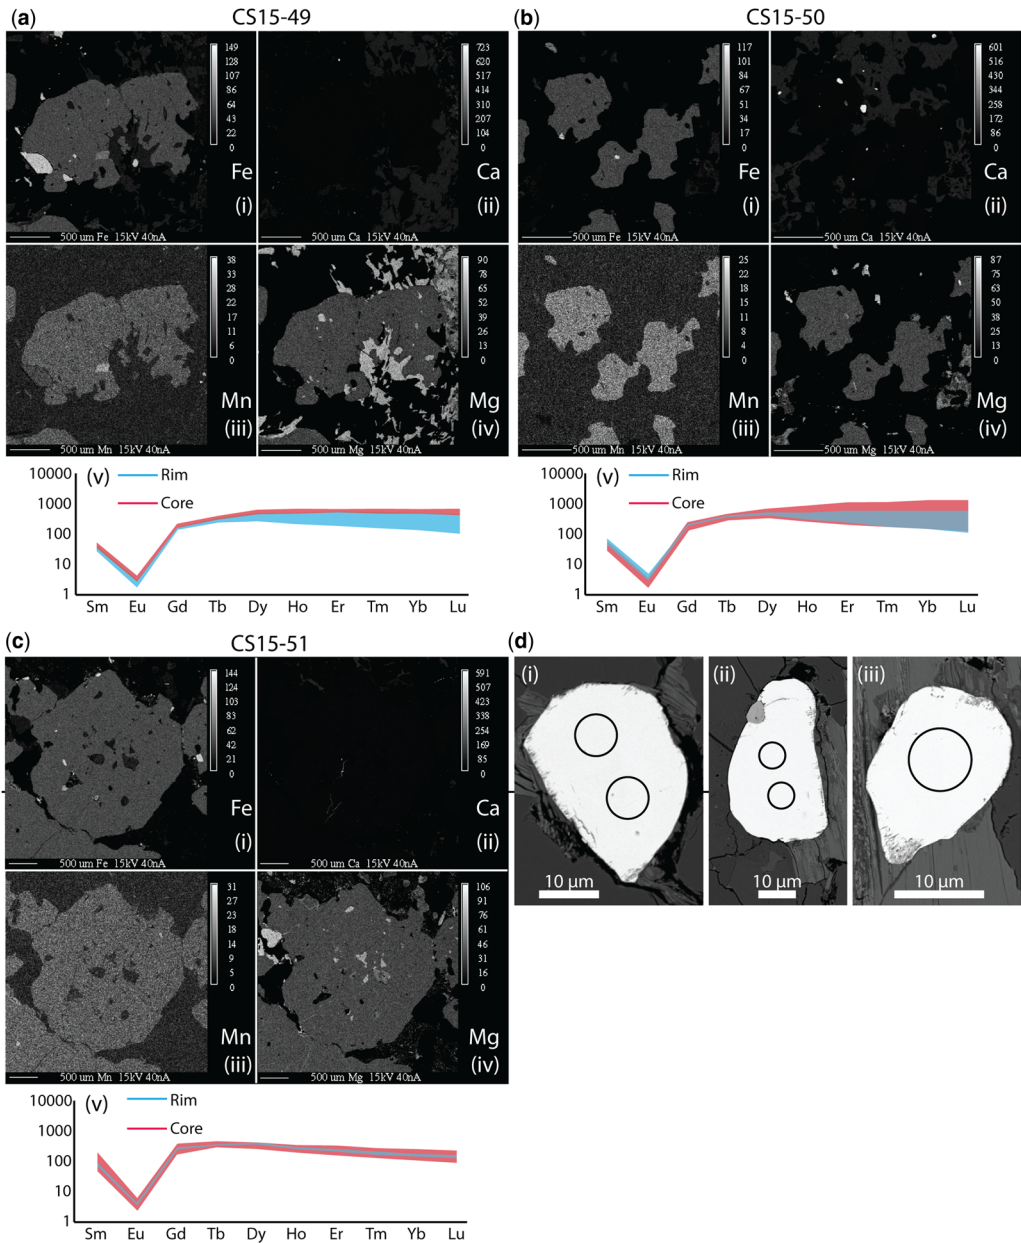 (a)
CS15-49
149
128
107
86
64
43
22
0
Fe
(i)
500 um Fe 15kV 40nA
723
620
517
414
310
207
104
0
Ca
(ii)
500 um Ca 15kV 40nA
38
33
28
22
17
11
6
0
Mn
(iii)
500 um Mn 15kV 40nA
90
78
65
52
39
26
13
0
Mg
(iv)
500 um Mg 15kV 40nA
(v)
Rim
Core
10000
1000
100
10
1
Sm Eu Gd Tb Dy Ho Er Tm Yb Lu
(b)
CS15-50
117
101
84
67
51
34
17
0
Fe
(i)
500 um Fe 15kV 40nA
601
516
430
344
258
172
86
0
Ca
(ii)
500 um Ca 15kV 40nA
25
22
18
15
11
8
4
0
Mn
(iii)
500 um Mn 15kV 40nA
87
75
63
50
38
25
13
0
Mg
(iv)
500 um Mg 15kV 40nA
(v)
Rim
Core
10000
1000
100
10
1
Sm Eu Gd Tb Dy Ho Er Tm Yb Lu
(c)
CS15-51
144
124
103
83
62
42
21
0
Fe
(i)
500 um Fe 15kV 40nA
591
507
423
338
254
169
85
0
Ca
(ii)
500 um Ca 15kV 40nA
31
27
23
18
14
9
5
0
Mn
(iii)
500 um Mn 15kV 40nA
106
91
76
61
46
31
16
0
Mg
(iv)
500 um Mg 15kV 40nA
(v)
Rim
Core
10000
1000
100
10
1
Sm Eu Gd Tb Dy Ho Er Tm Yb Lu
(d)
(i)
10 µm
(ii)
10 µm
(iii)
10 µm